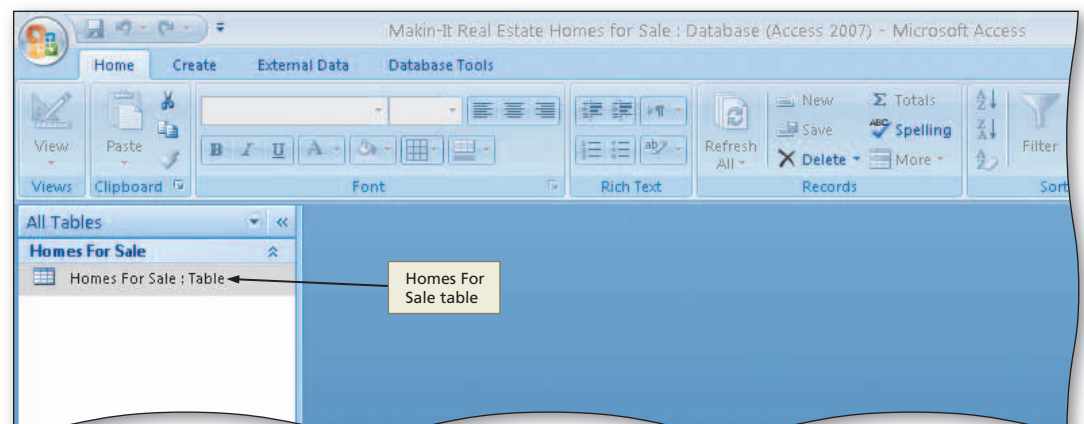 Makin-It Real Estate Homes for Sale : Database (Access 2007) - Microsoft Access
Home Create External Data Database Tools
View
Paste
B I U A
ab
Refresh
All
New
Save
Delete
Σ Totals
ABC Spelling
More
A
Z
Z
A
A
Z
Filter
Views Clipboard Font Rich Text Records Sort
All Tables «
Homes For Sale
Homes For Sale : Table
Homes For
Sale table